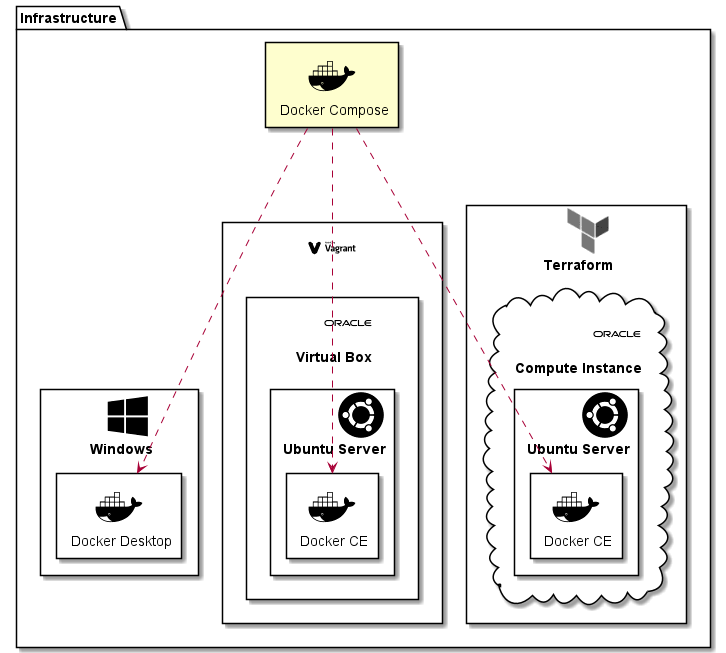 Infrastructure
Docker Compose
Vagrant
Terraform
ORACLE
Virtual Box
ORACLE
Compute Instance
Windows
Ubuntu Server
Ubuntu Server
Docker Desktop
Docker CE
Docker CE